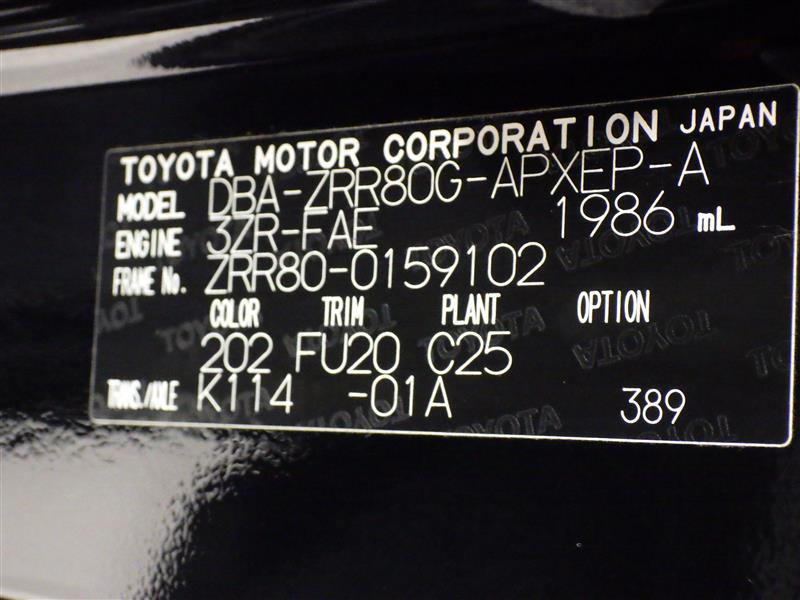 TOYOTA MOTOR CORPORATION JAPAN
MODEL DBA-ZRR80G-APXEP-A
ENGINE 3ZR-FAE 1986 mL
FRAME No. ZRR80-0159102
COLOR TRIM PLANT OPTION
202 FU20 C25
TRANS./AXLE K114 -01A 389